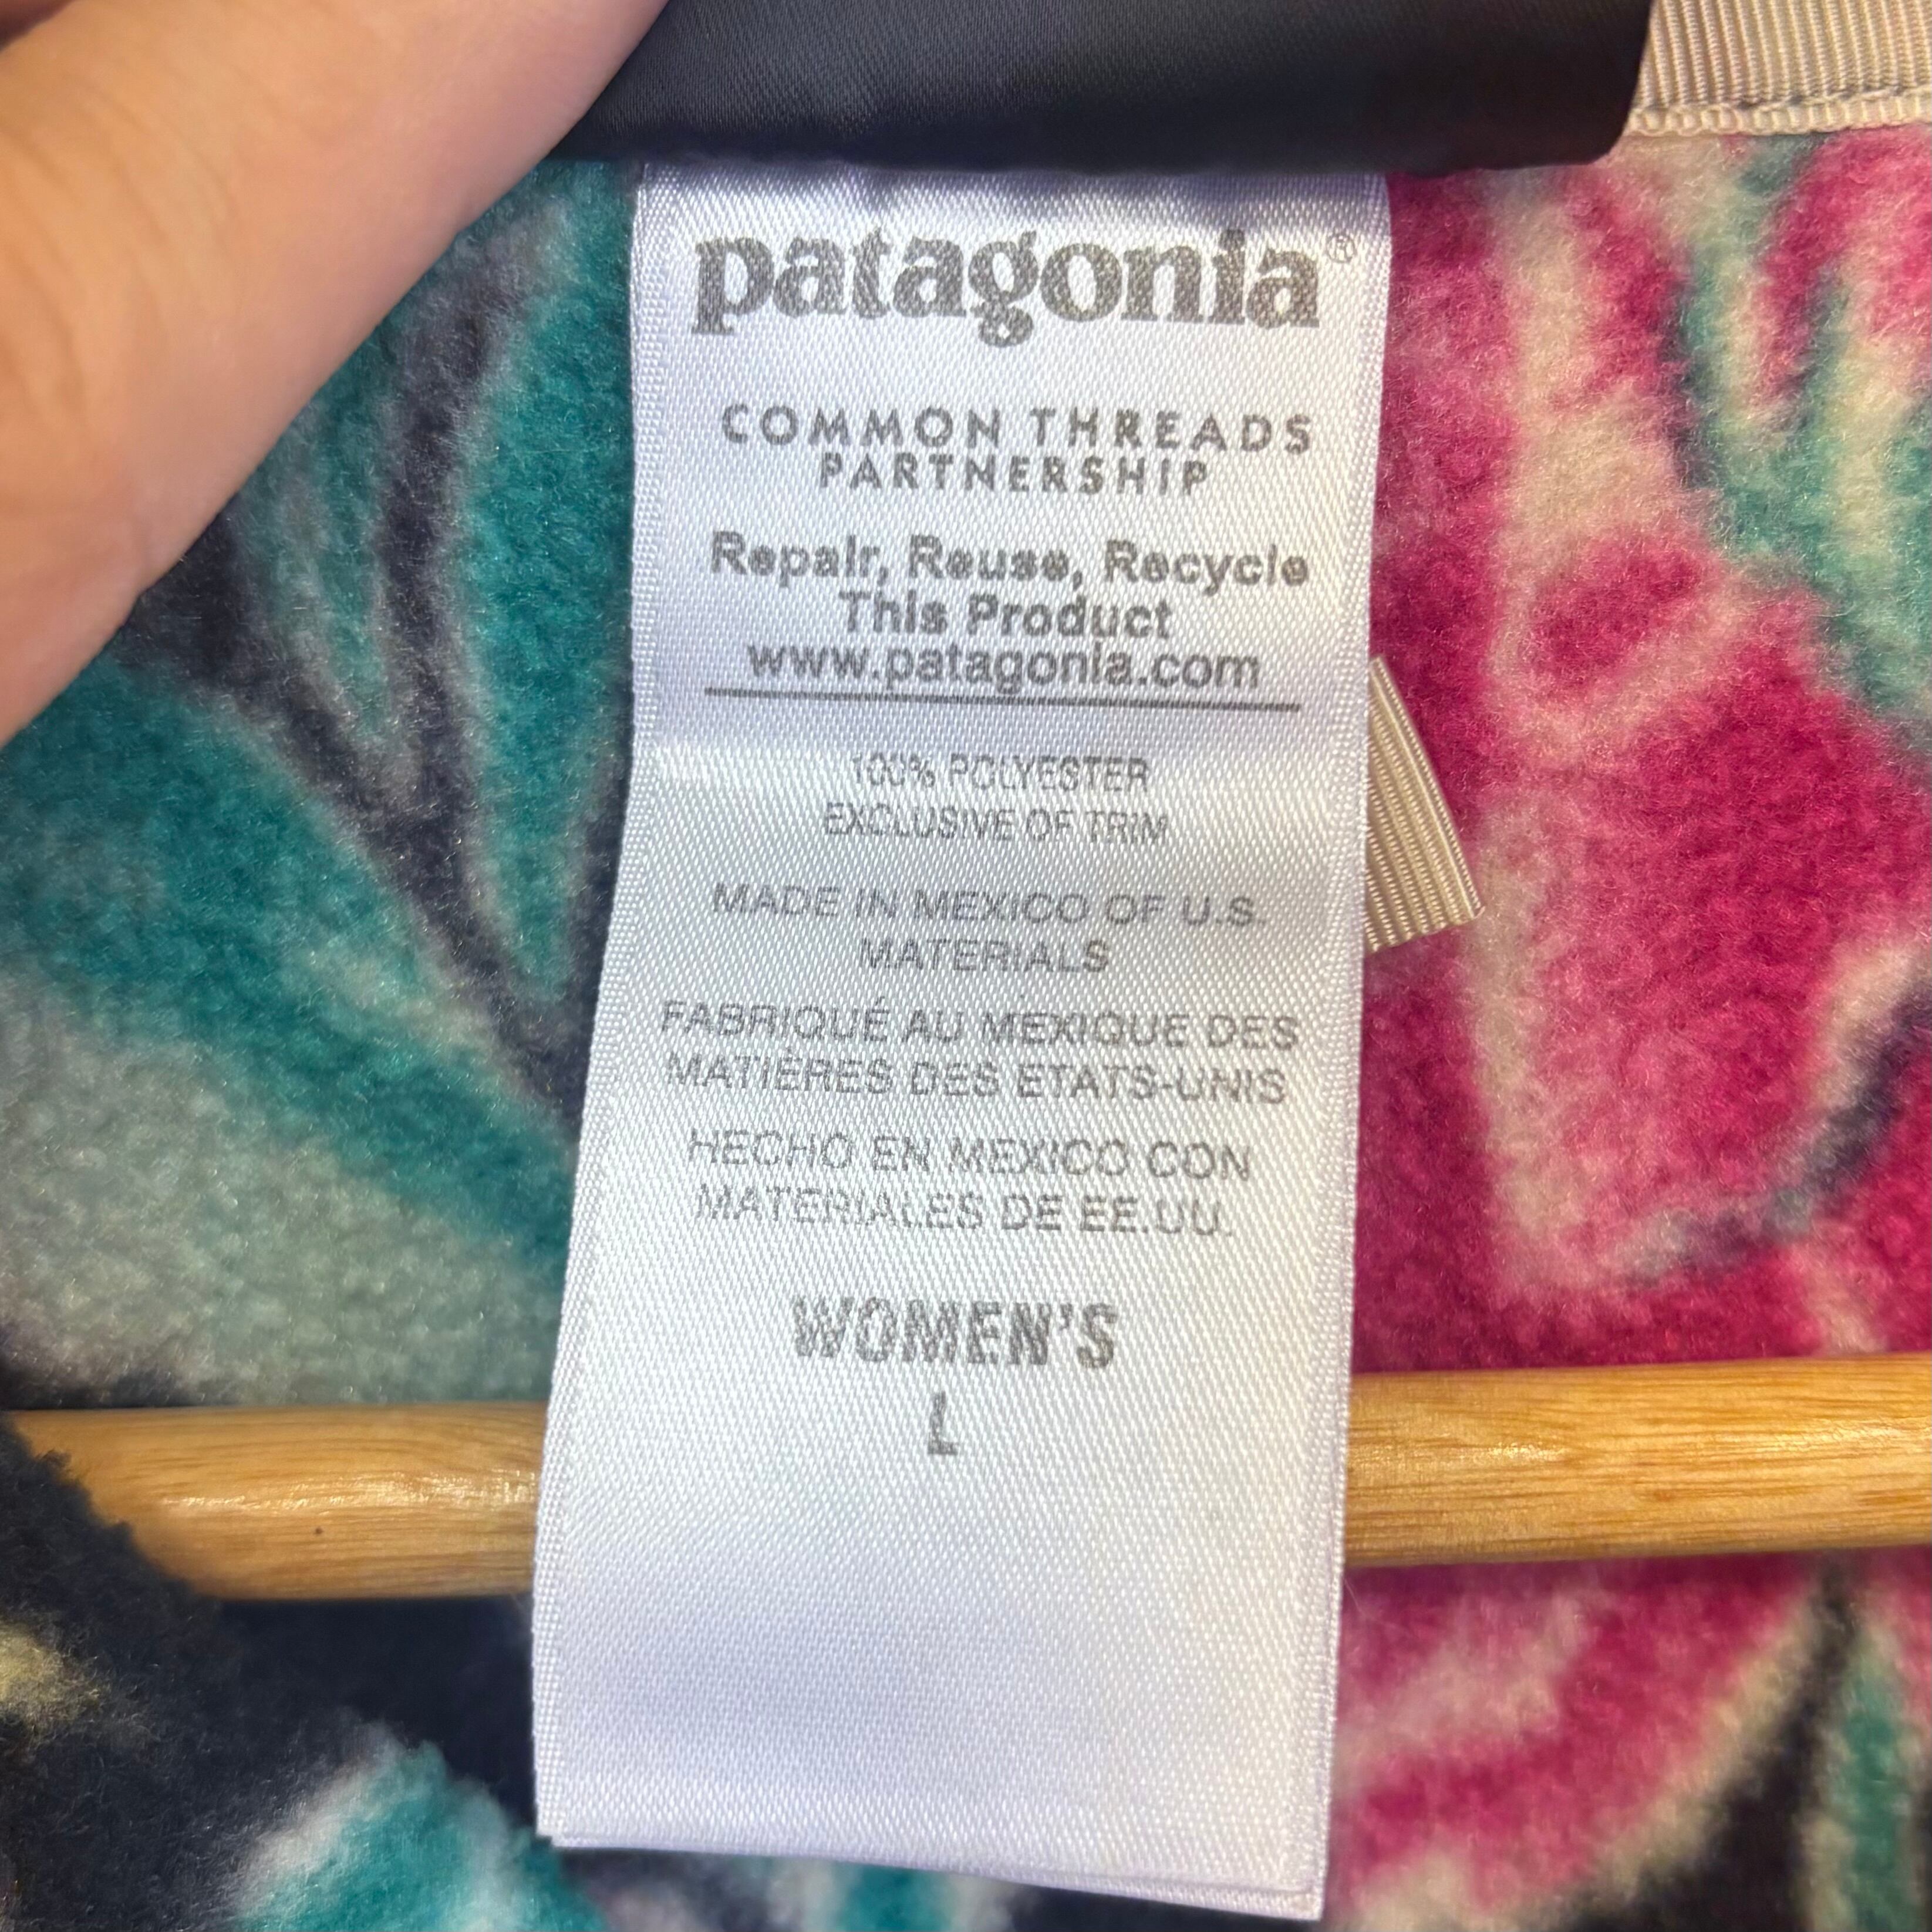 patagonia®
COMMON THREADS
PARTNERSHIP
Repair, Reuse, Recycle
This Product
www.patagonia.com
100% POLYESTER
EXCLUSIVE OF TRIM
MADE IN MEXICO OF U.S.
MATERIALS
FABRIQUÉ AU MEXIQUE DES
MATIÈRES DES ETATS-UNIS
HECHO EN MEXICO CON
MATERIALES DE EE.UU.
WOMEN'S
L